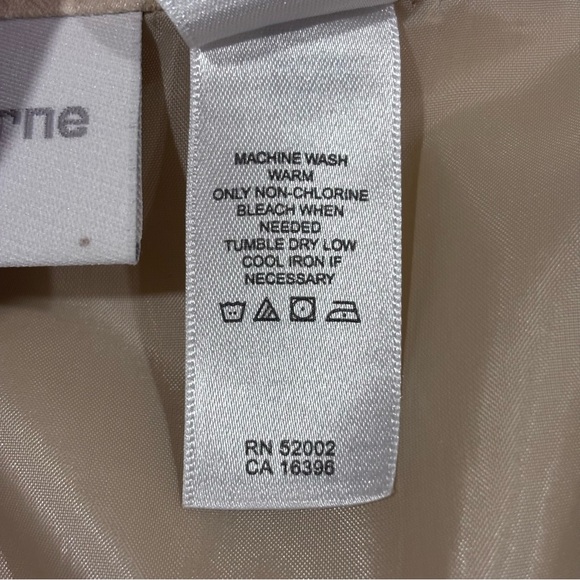 rne
MACHINE WASH
WARM
ONLY NON-CHLORINE
BLEACH WHEN
NEEDED
TUMBLE DRY LOW
COOL IRON IF
NECESSARY
RN 52002
CA 16396